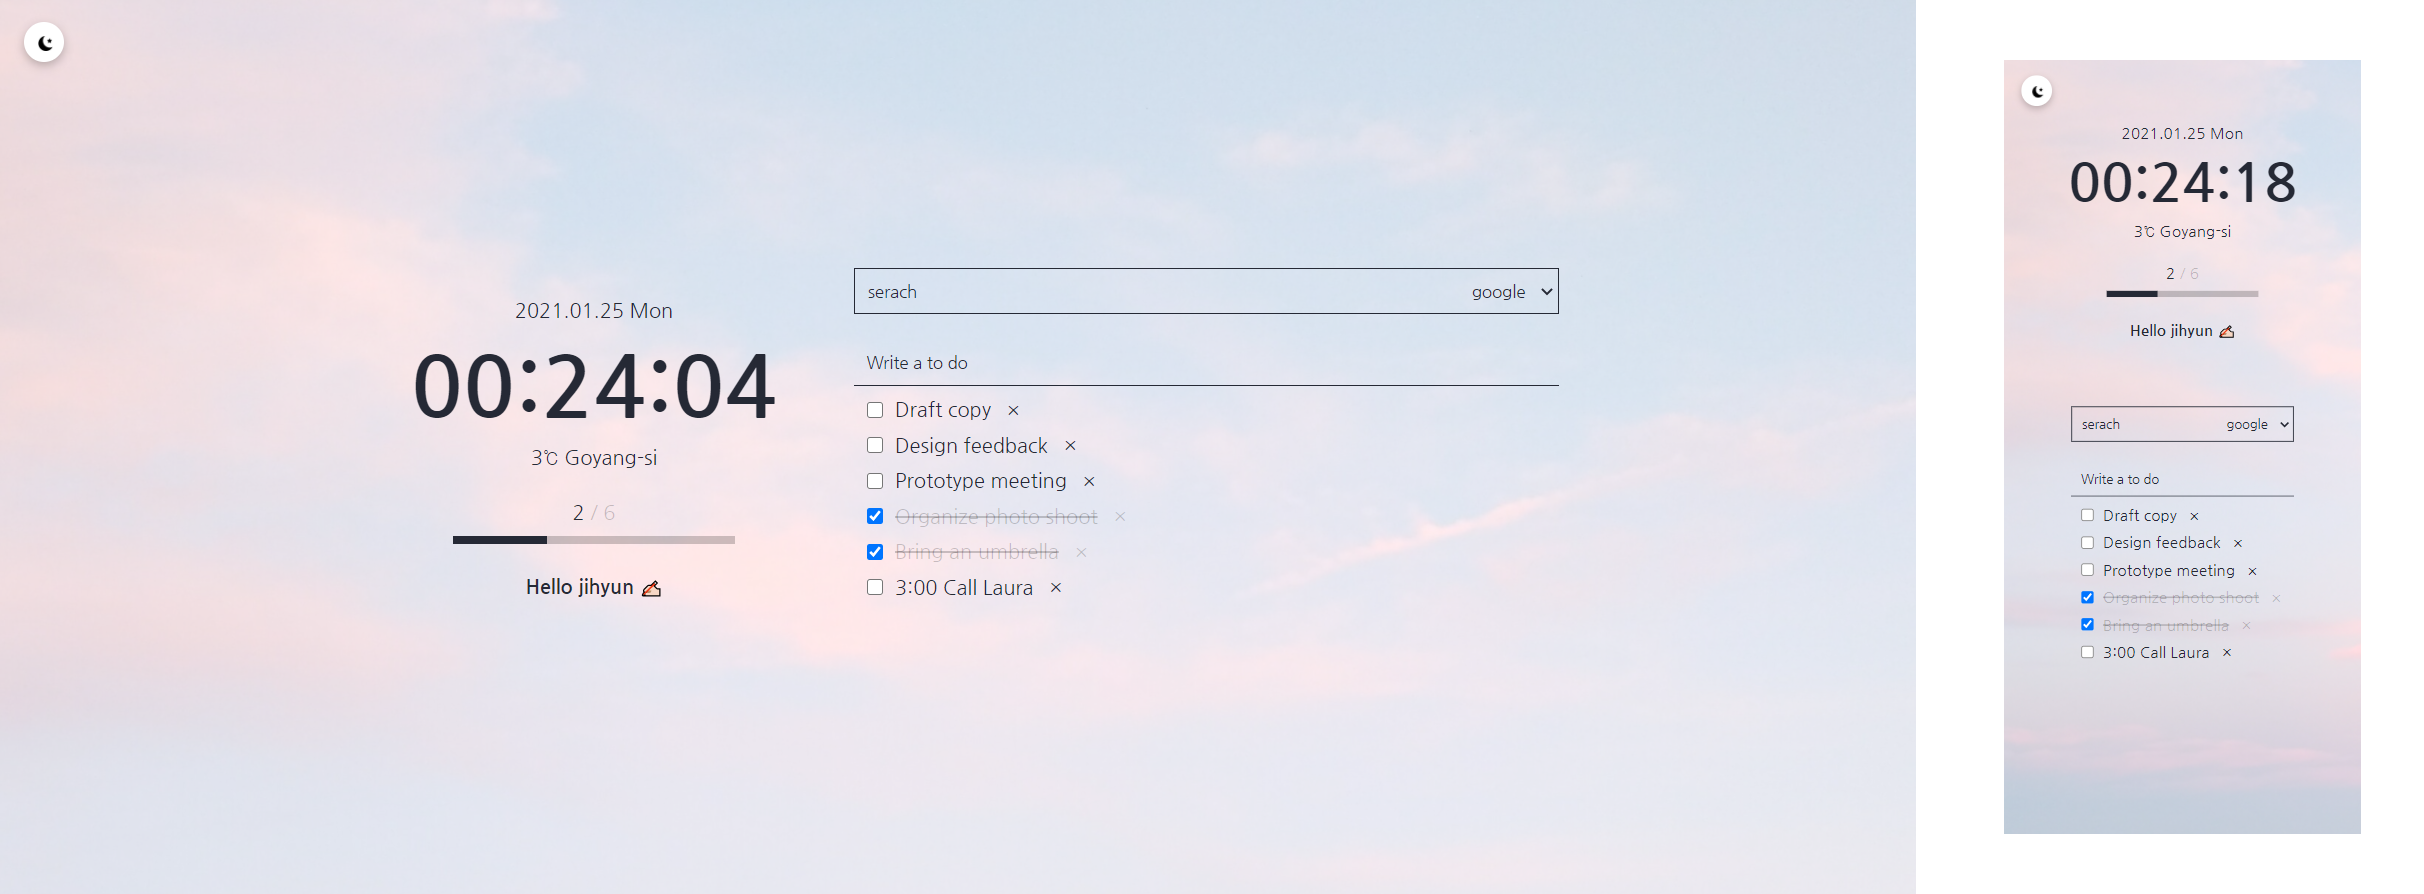 2021.01.25 Mon
00:24:04
3℃ Goyang-si
2 / 6
Hello jihyun ✍🏻
serach google
Write a to do
Draft copy ×
Design feedback ×
Prototype meeting ×
Organize photo shoot ×
Bring an umbrella ×
3:00 Call Laura ×
2021.01.25 Mon
00:24:18
3℃ Goyang-si
2 / 6
Hello jihyun ✍🏻
serach google
Write a to do
Draft copy ×
Design feedback ×
Prototype meeting ×
Organize photo shoot ×
Bring an umbrella ×
3:00 Call Laura ×